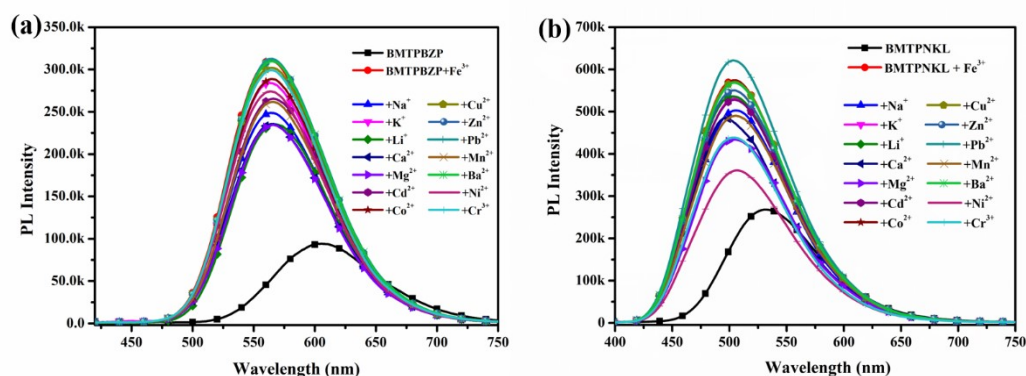 (a)
350.0k
300.0k
250.0k
200.0k
150.0k
100.0k
50.0k
0.0
PL Intensity
450 500 550 600 650 700 750
Wavelength (nm)
BMTPBZP
BMTPBZP+Fe³⁺
+Na⁺ +Cu²⁺
+K⁺ +Zn²⁺
+Li⁺ +Pb²⁺
+Ca²⁺ +Mn²⁺
+Mg²⁺ +Ba²⁺
+Cd²⁺ +Ni²⁺
+Co²⁺ +Cr³⁺
(b)
700k
600k
500k
400k
300k
200k
100k
0
PL Intensity
400 450 500 550 600 650 700 750
Wavelength (nm)
BMTPNKL
BMTPNKL + Fe³⁺
+Na⁺ +Cu²⁺
+K⁺ +Zn²⁺
+Li⁺ +Pb²⁺
+Ca²⁺ +Mn²⁺
+Mg²⁺ +Ba²⁺
+Cd²⁺ +Ni²⁺
+Co²⁺ +Cr³⁺